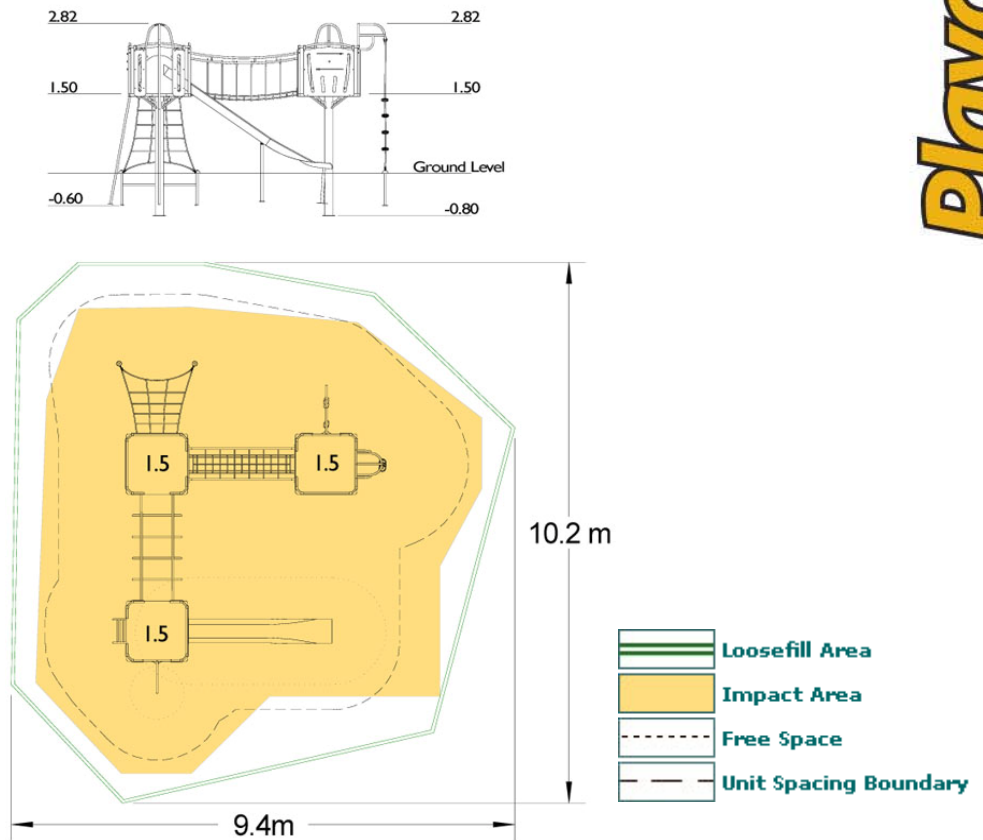 2.82
2.82
1.50
1.50
Ground Level
-0.60
-0.80
1.5
1.5
10.2 m
1.5
Loosefill Area
Impact Area
Free Space
Unit Spacing Boundary
9.4m